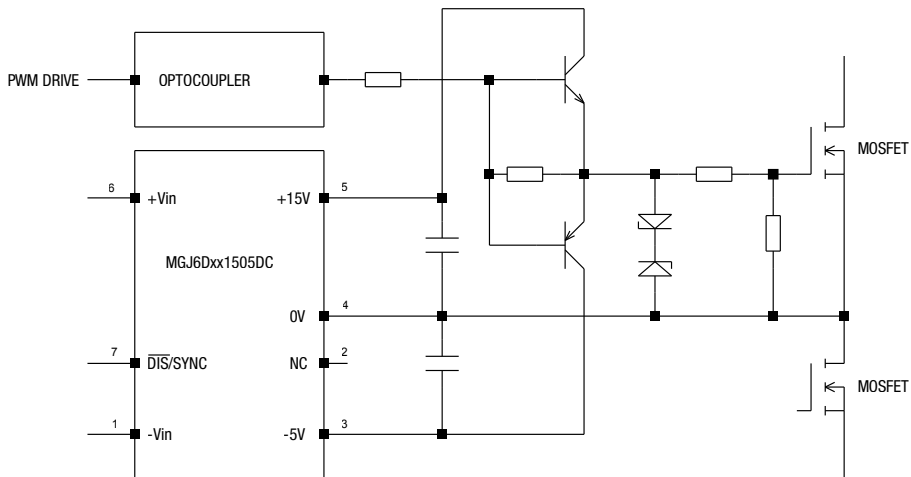 PWM DRIVE
OPTOCOUPLER
MOSFET
6
+Vin
+15V
5
MGJ6Dxx1505DC
0V
4
7
DIS/SYNC
NC
2
MOSFET
1
-Vin
-5V
3